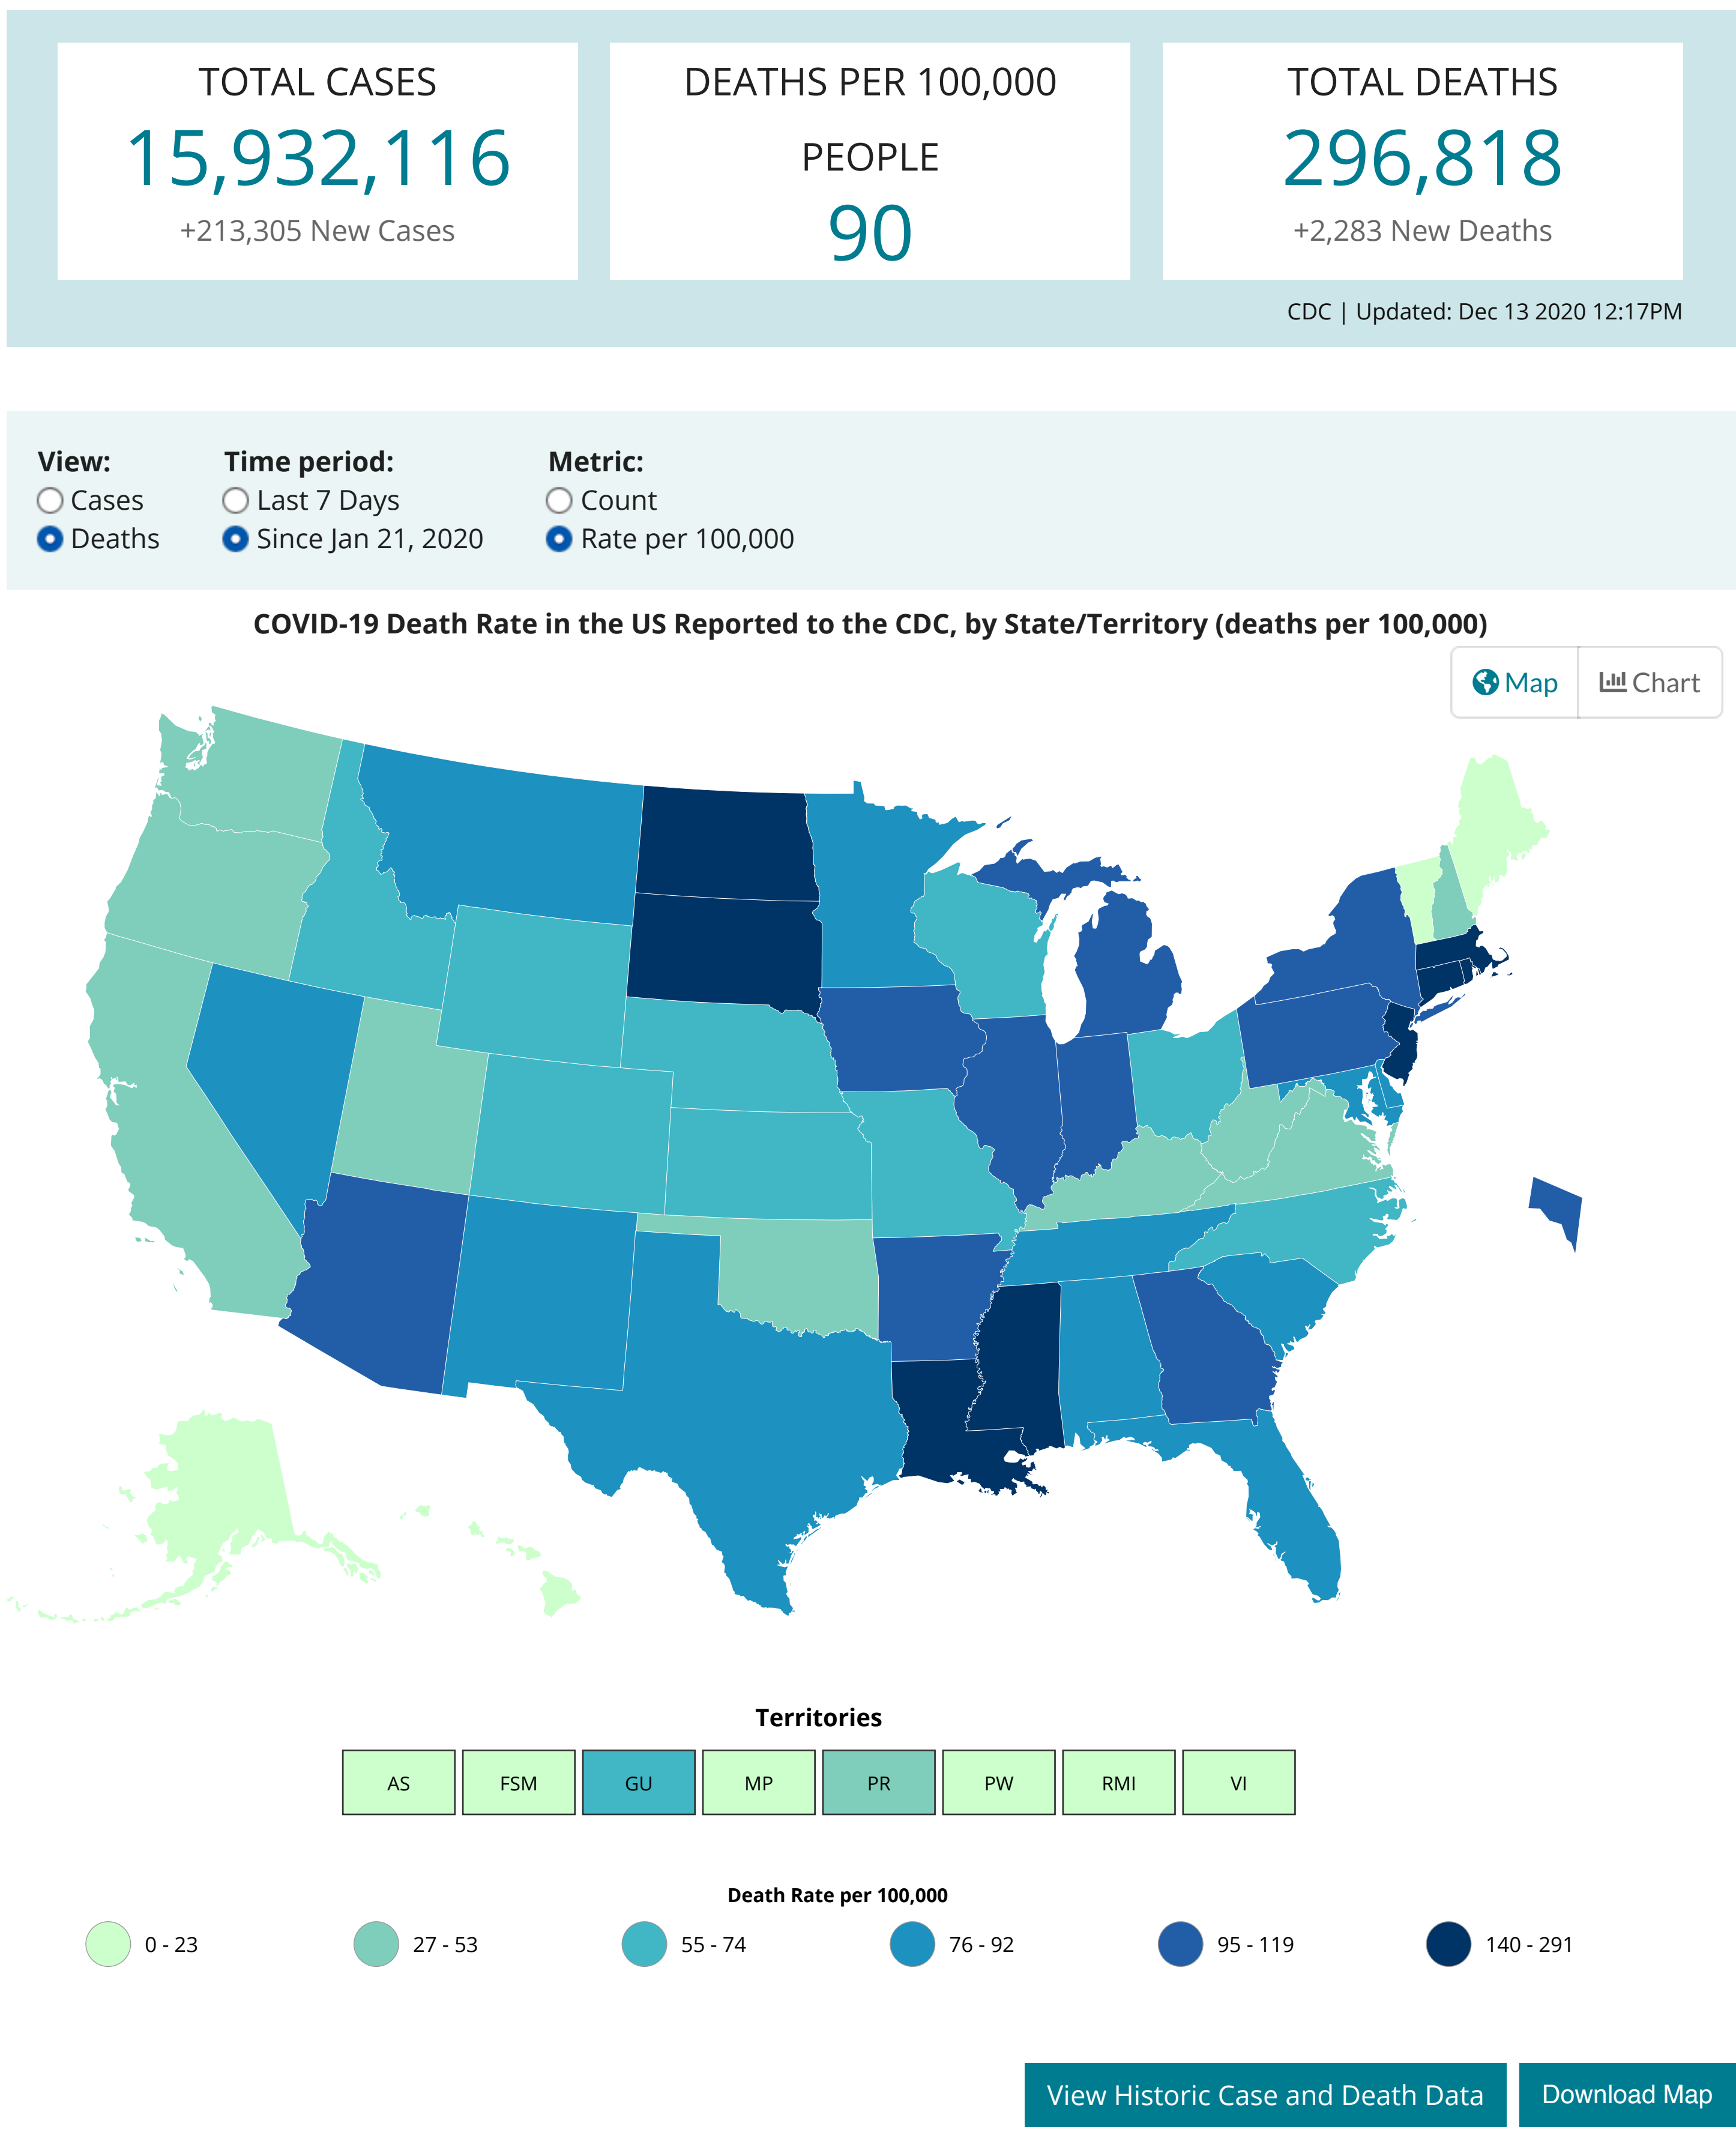 TOTAL CASES
15,932,116
+213,305 New Cases
DEATHS PER 100,000
PEOPLE
90
TOTAL DEATHS
296,818
+2,283 New Deaths
CDC | Updated: Dec 13 2020 12:17PM
View:
Cases
Deaths
Time period:
Last 7 Days
Since Jan 21, 2020
Metric:
Count
Rate per 100,000
COVID-19 Death Rate in the US Reported to the CDC, by State/Territory (deaths per 100,000)
Map
Chart
Territories
AS
FSM
GU
MP
PR
PW
RMI
VI
Death Rate per 100,000
0 - 23
27 - 53
55 - 74
76 - 92
95 - 119
140 - 291
View Historic Case and Death Data
Download Map